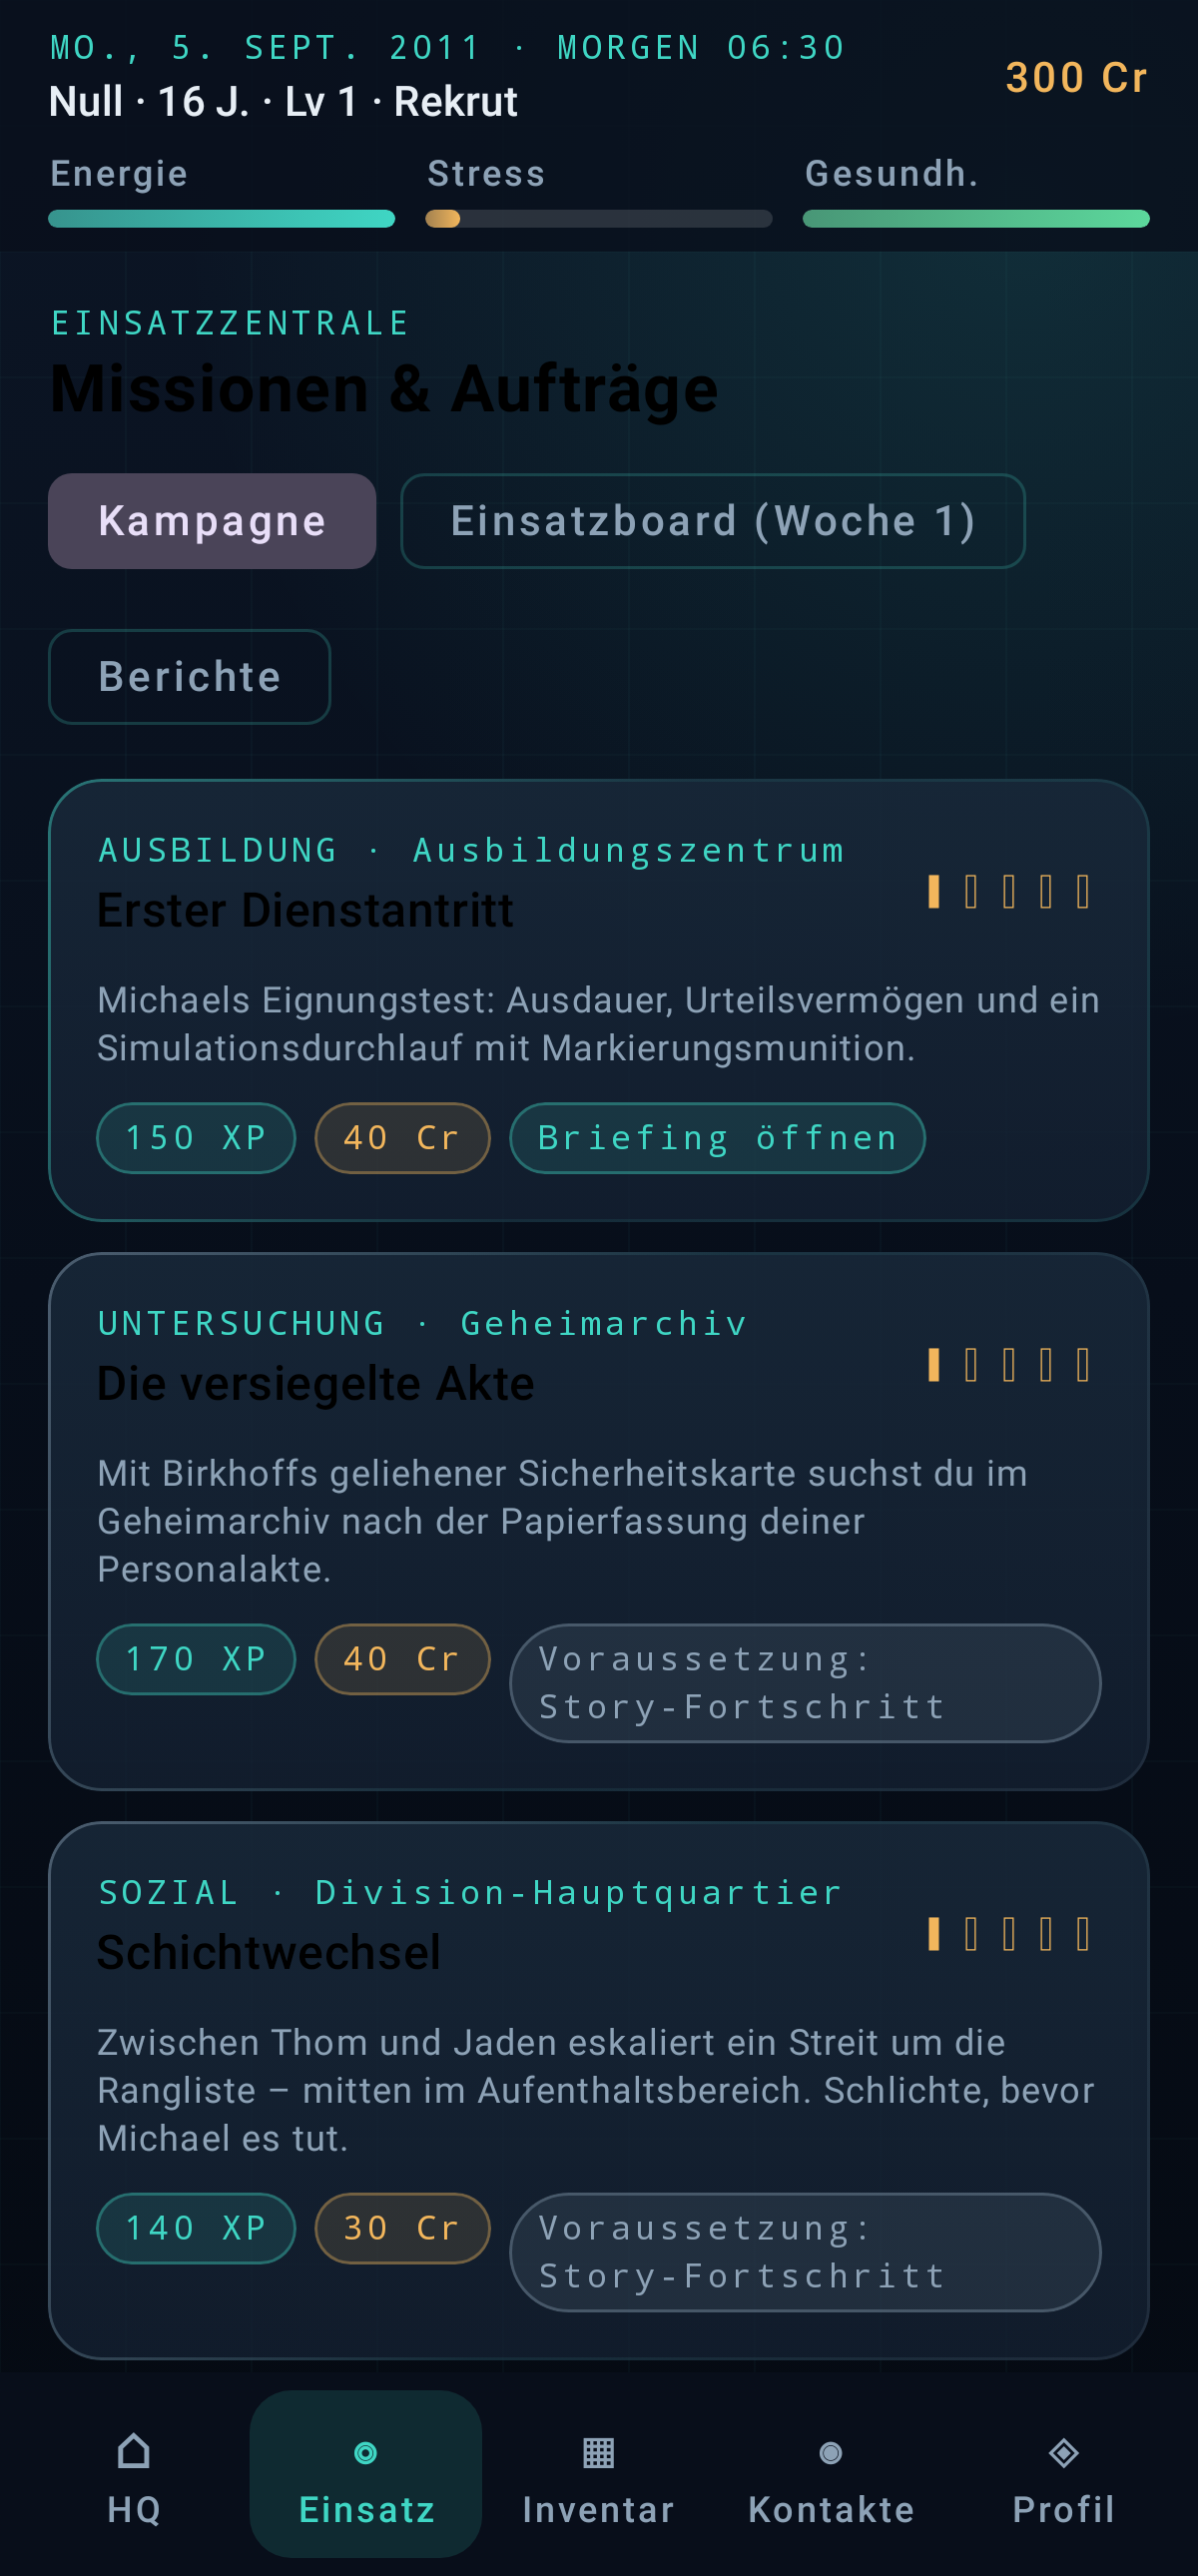 MO., 5. SEPT. 2011 · MORGEN 06:30
Null · 16 J. · Lv 1 · Rekrut
300 Cr
Energie
Stress
Gesundh.
EINSATZZENTRALE
Missionen & Aufträge
Kampagne
Einsatzboard (Woche 1)
Berichte
AUSBILDUNG · Ausbildungszentrum
Erster Dienstantritt
Michaels Eignungstest: Ausdauer, Urteilsvermögen und ein
Simulationsdurchlauf mit Markierungsmunition.
150 XP
40 Cr
Briefing öffnen
UNTERSUCHUNG · Geheimarchiv
Die versiegelte Akte
Mit Birkhoffs geliehener Sicherheitskarte suchst du im
Geheimarchiv nach der Papierfassung deiner
Personalakte.
170 XP
40 Cr
Voraussetzung:
Story-Fortschritt
SOZIAL · Division-Hauptquartier
Schichtwechsel
Zwischen Thom und Jaden eskaliert ein Streit um die
Rangliste – mitten im Aufenthaltsbereich. Schlichte, bevor
Michael es tut.
140 XP
30 Cr
Voraussetzung:
Story-Fortschritt
HQ
Einsatz
Inventar
Kontakte
Profil